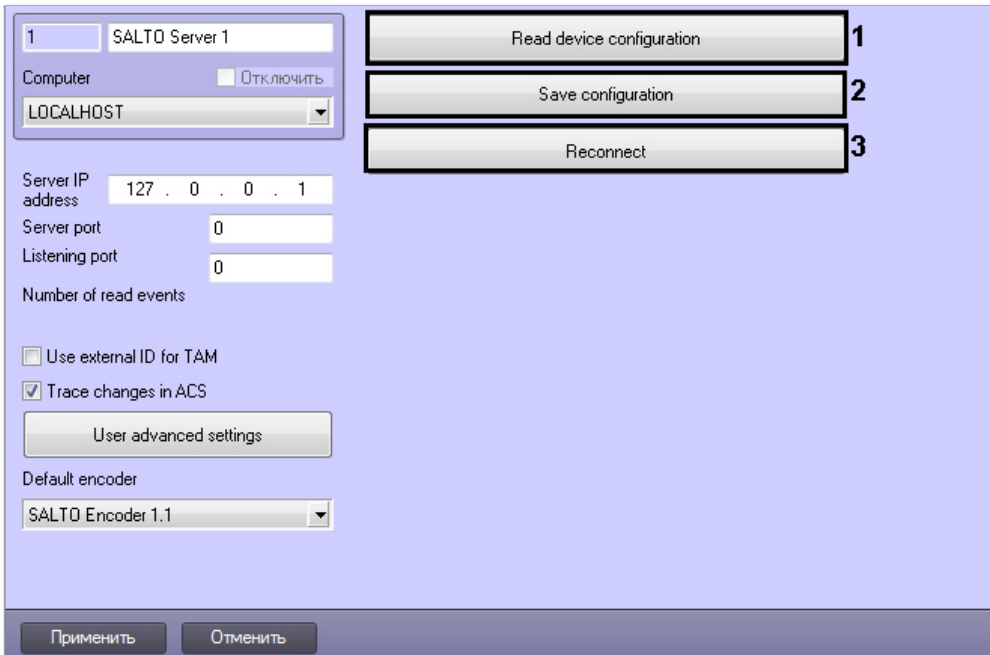 1 SALTO Server 1
Computer Отключить
LOCALHOST
Server IP
address
127 . 0 . 0 . 1
Server port 0
Listening port
0
Number of read events
Use external ID for TAM
Trace changes in ACS
User advanced settings
Default encoder
SALTO Encoder 1.1
Read device configuration 1
Save configuration 2
Reconnect 3
Применить Отменить